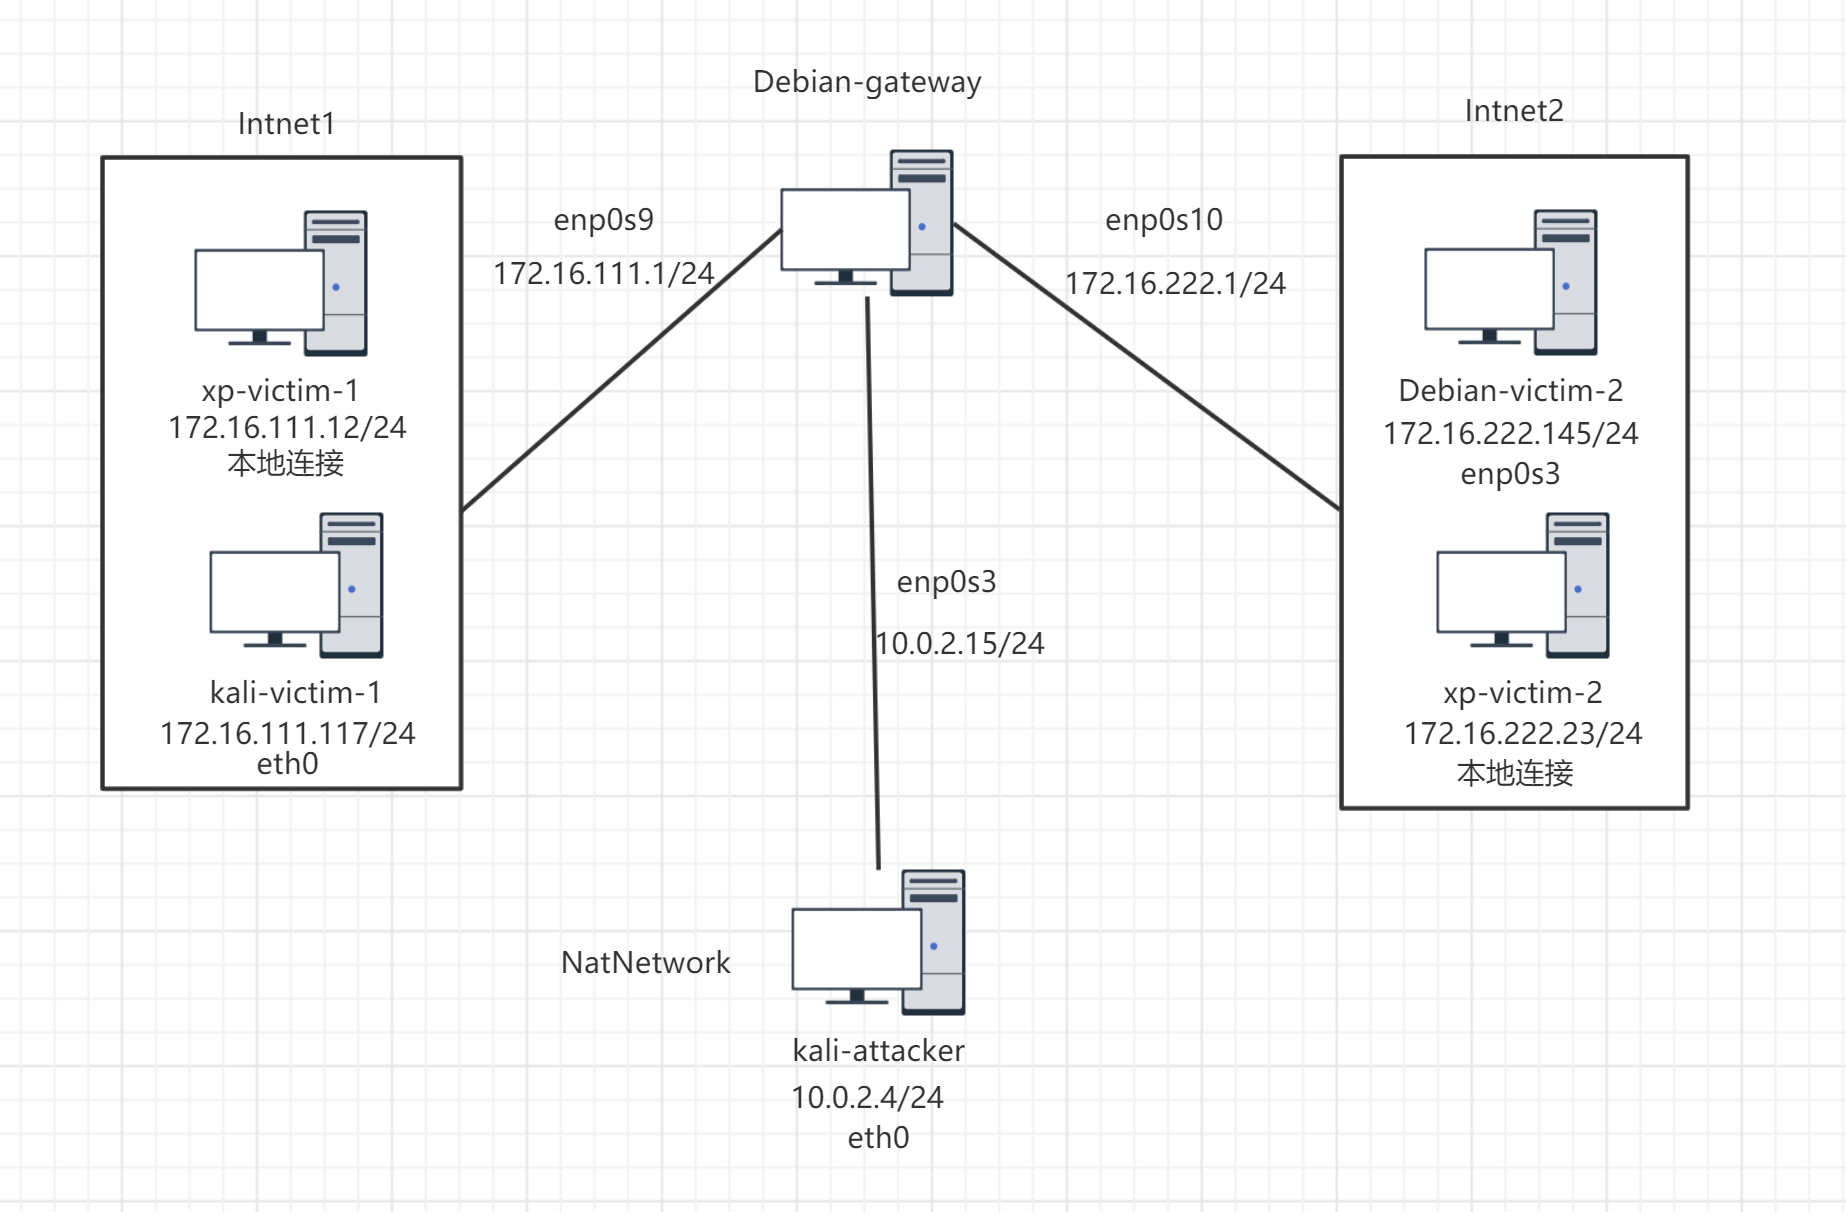 Debian-gateway
Intnet1
Intnet2
enp0s9
172.16.111.1/24
enp0s10
172.16.222.1/24
xp-victim-1
172.16.111.12/24
本地连接
kali-victim-1
172.16.111.117/24
eth0
Debian-victim-2
172.16.222.145/24
enp0s3
xp-victim-2
172.16.222.23/24
本地连接
enp0s3
10.0.2.15/24
NatNetwork
kali-attacker
10.0.2.4/24
eth0